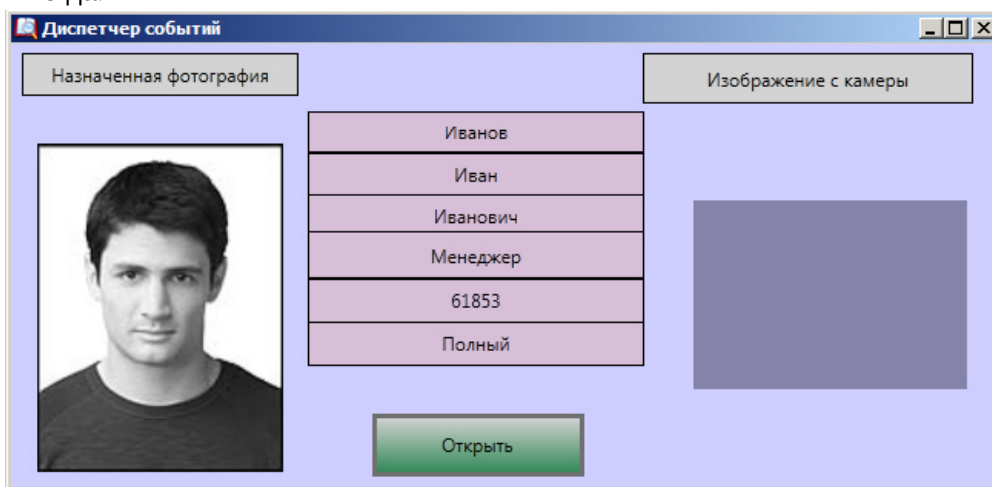 Диспетчер событий
Назначенная фотография
Изображение с камеры
Иванов
Иван
Иванович
Менеджер
61853
Полный
Открыть